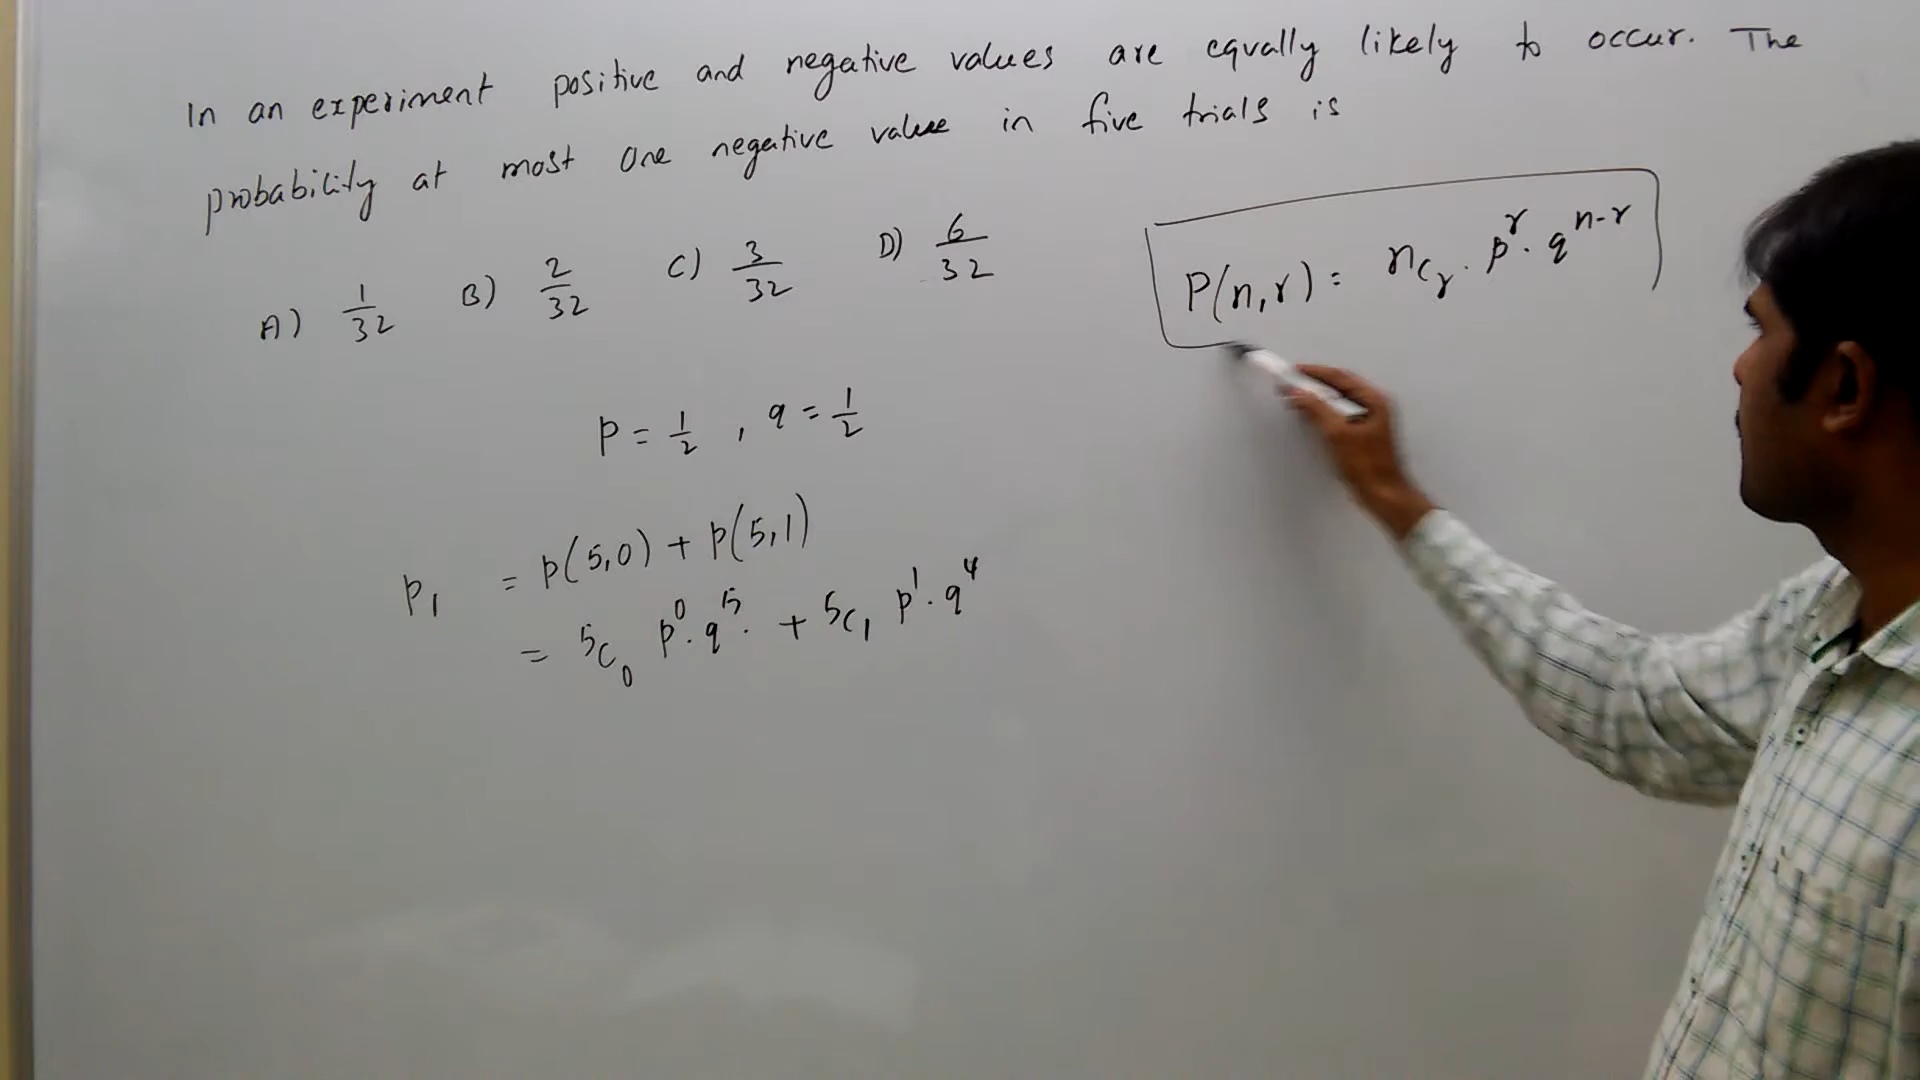 In an experiment positive and negative values are equally likely to occur. The
probability at most one negative value in five trials is
A) 1/32 B) 2/32 C) 3/32 D) 6/32
P(n,r) = nCr . p^r . q^n-r
p = 1/2 , q = 1/2
P1 = p(5,0) + p(5,1)
= 5C0 p^0 . q^5 . + 5C1 p^1 . q^4